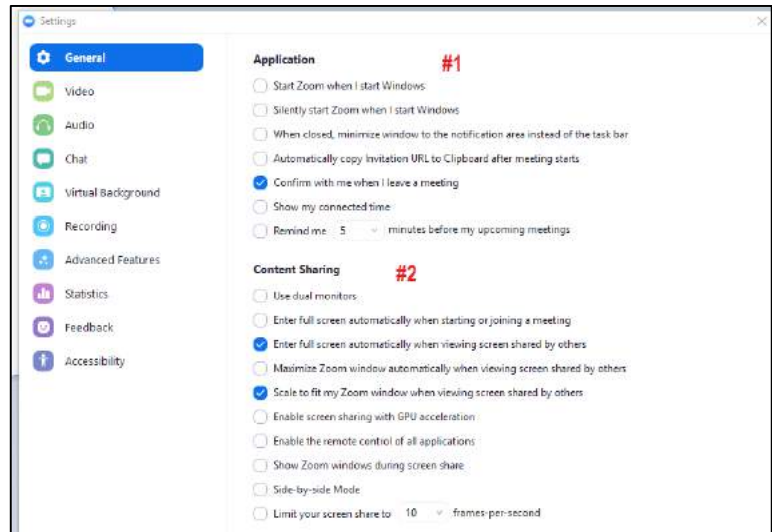 Settings
General
Video
Audio
Chat
Virtual Background
Recording
Advanced Features
Statistics
Feedback
Accessibility
Application #1
Start Zoom when I start Windows
Silently start Zoom when I start Windows
When closed, minimize window to the notification area instead of the task bar
Automatically copy Invitation URL to Clipboard after meeting starts
Confirm with me when I leave a meeting
Show my connected time
Remind me 5 minutes before my upcoming meetings
Content Sharing #2
Use dual monitors
Enter full screen automatically when starting or joining a meeting
Enter full screen automatically when viewing screen shared by others
Maximize Zoom window automatically when viewing screen shared by others
Scale to fit my Zoom window when viewing screen shared by others
Enable screen sharing with GPU acceleration
Enable the remote control of all applications
Show Zoom windows during screen share
Side-by-side Mode
Limit your screen share to 10 frames-per-second